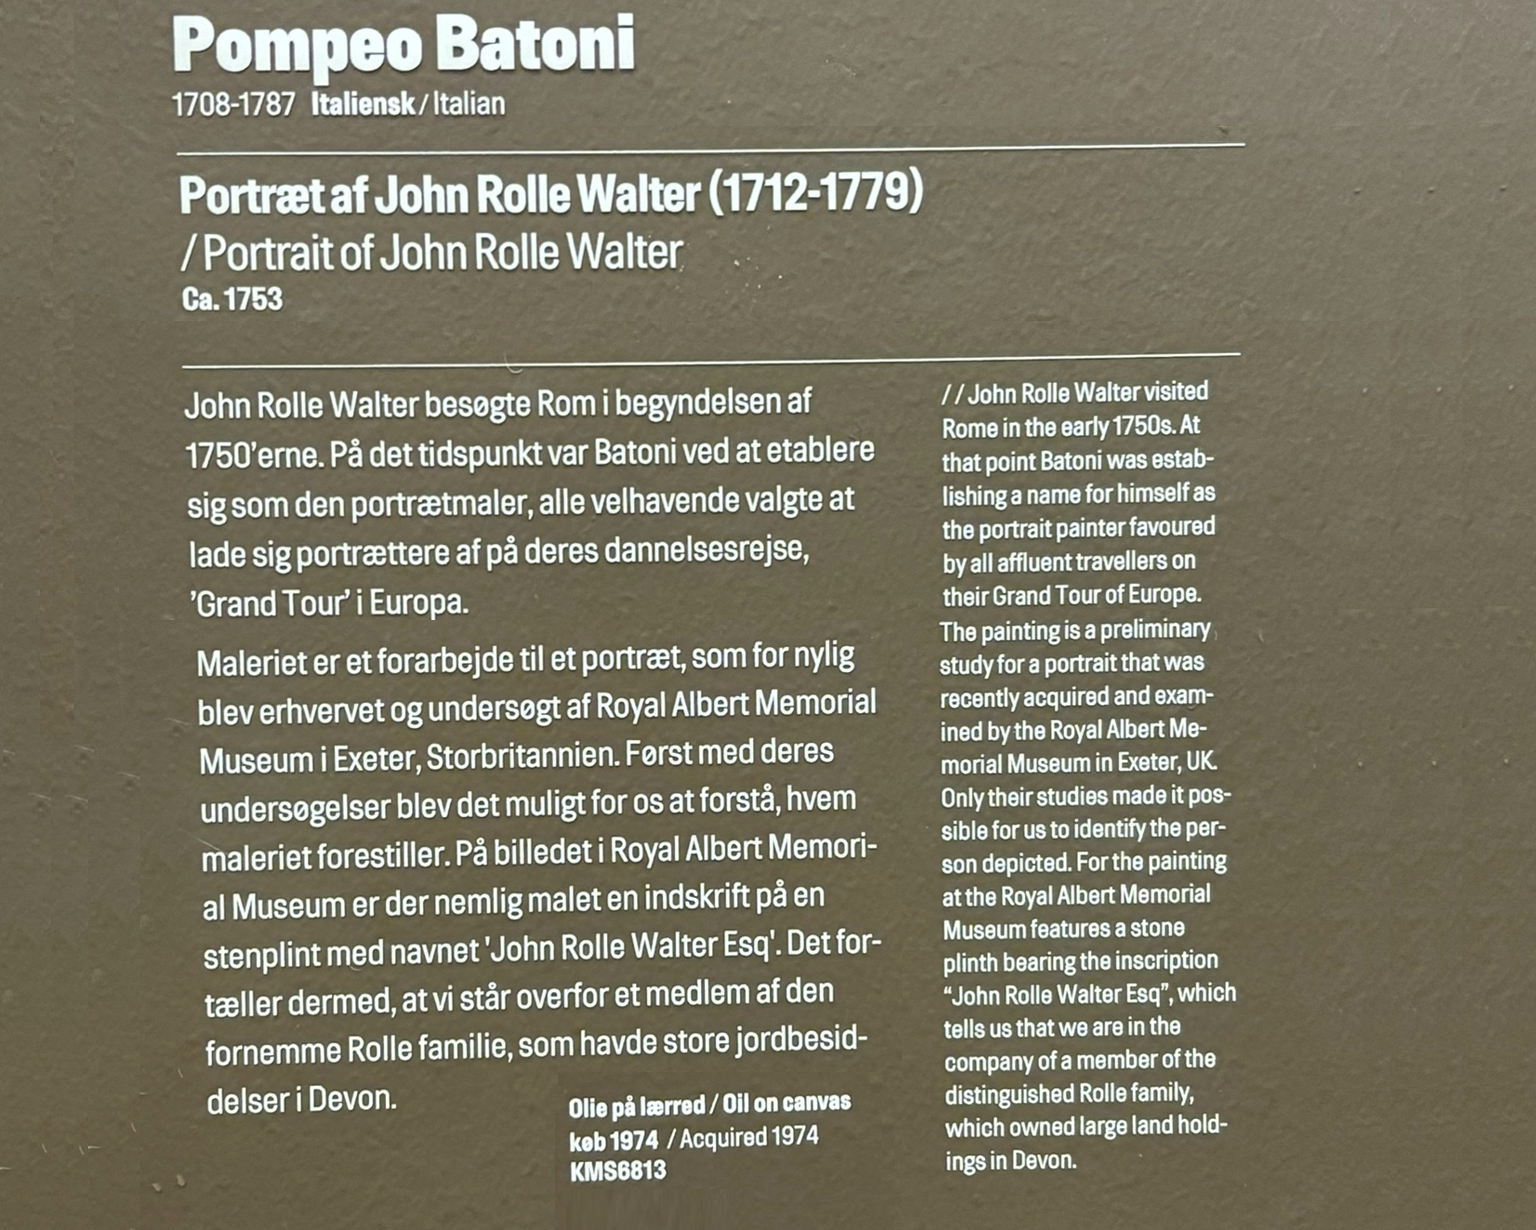 Pompeo Batoni
1708-1787 Italiensk / Italian
Portræt af John Rolle Walter (1712-1779)
/ Portrait of John Rolle Walter
Ca. 1753
John Rolle Walter besøgte Rom i begyndelsen af
1750’erne. På det tidspunkt var Batoni ved at etablere
sig som den portrætmaler, alle velhavende valgte at
lade sig portrættere af på deres dannelsesrejse,
’Grand Tour’ i Europa.
Maleriet er et forarbejde til et portræt, som for nylig
blev erhvervet og undersøgt af Royal Albert Memorial
Museum i Exeter, Storbritannien. Først med deres
undersøgelser blev det muligt for os at forstå, hvem
maleriet forestiller. På billedet i Royal Albert Memori-
al Museum er der nemlig malet en indskrift på en
stenplint med navnet 'John Rolle Walter Esq'. Det for-
tæller dermed, at vi står overfor et medlem af den
fornemme Rolle familie, som havde store jordbesid-
delser i Devon.
Olie på lærred / Oil on canvas
køb 1974 / Acquired 1974
KMS6813
// John Rolle Walter visited
Rome in the early 1750s. At
that point Batoni was estab-
lishing a name for himself as
the portrait painter favoured
by all affluent travellers on
their Grand Tour of Europe.
The painting is a preliminary
study for a portrait that was
recently acquired and exam-
ined by the Royal Albert Me-
morial Museum in Exeter, UK.
Only their studies made it pos-
sible for us to identify the per-
son depicted. For the painting
at the Royal Albert Memorial
Museum features a stone
plinth bearing the inscription
“John Rolle Walter Esq”, which
tells us that we are in the
company of a member of the
distinguished Rolle family,
which owned large land hold-
ings in Devon.